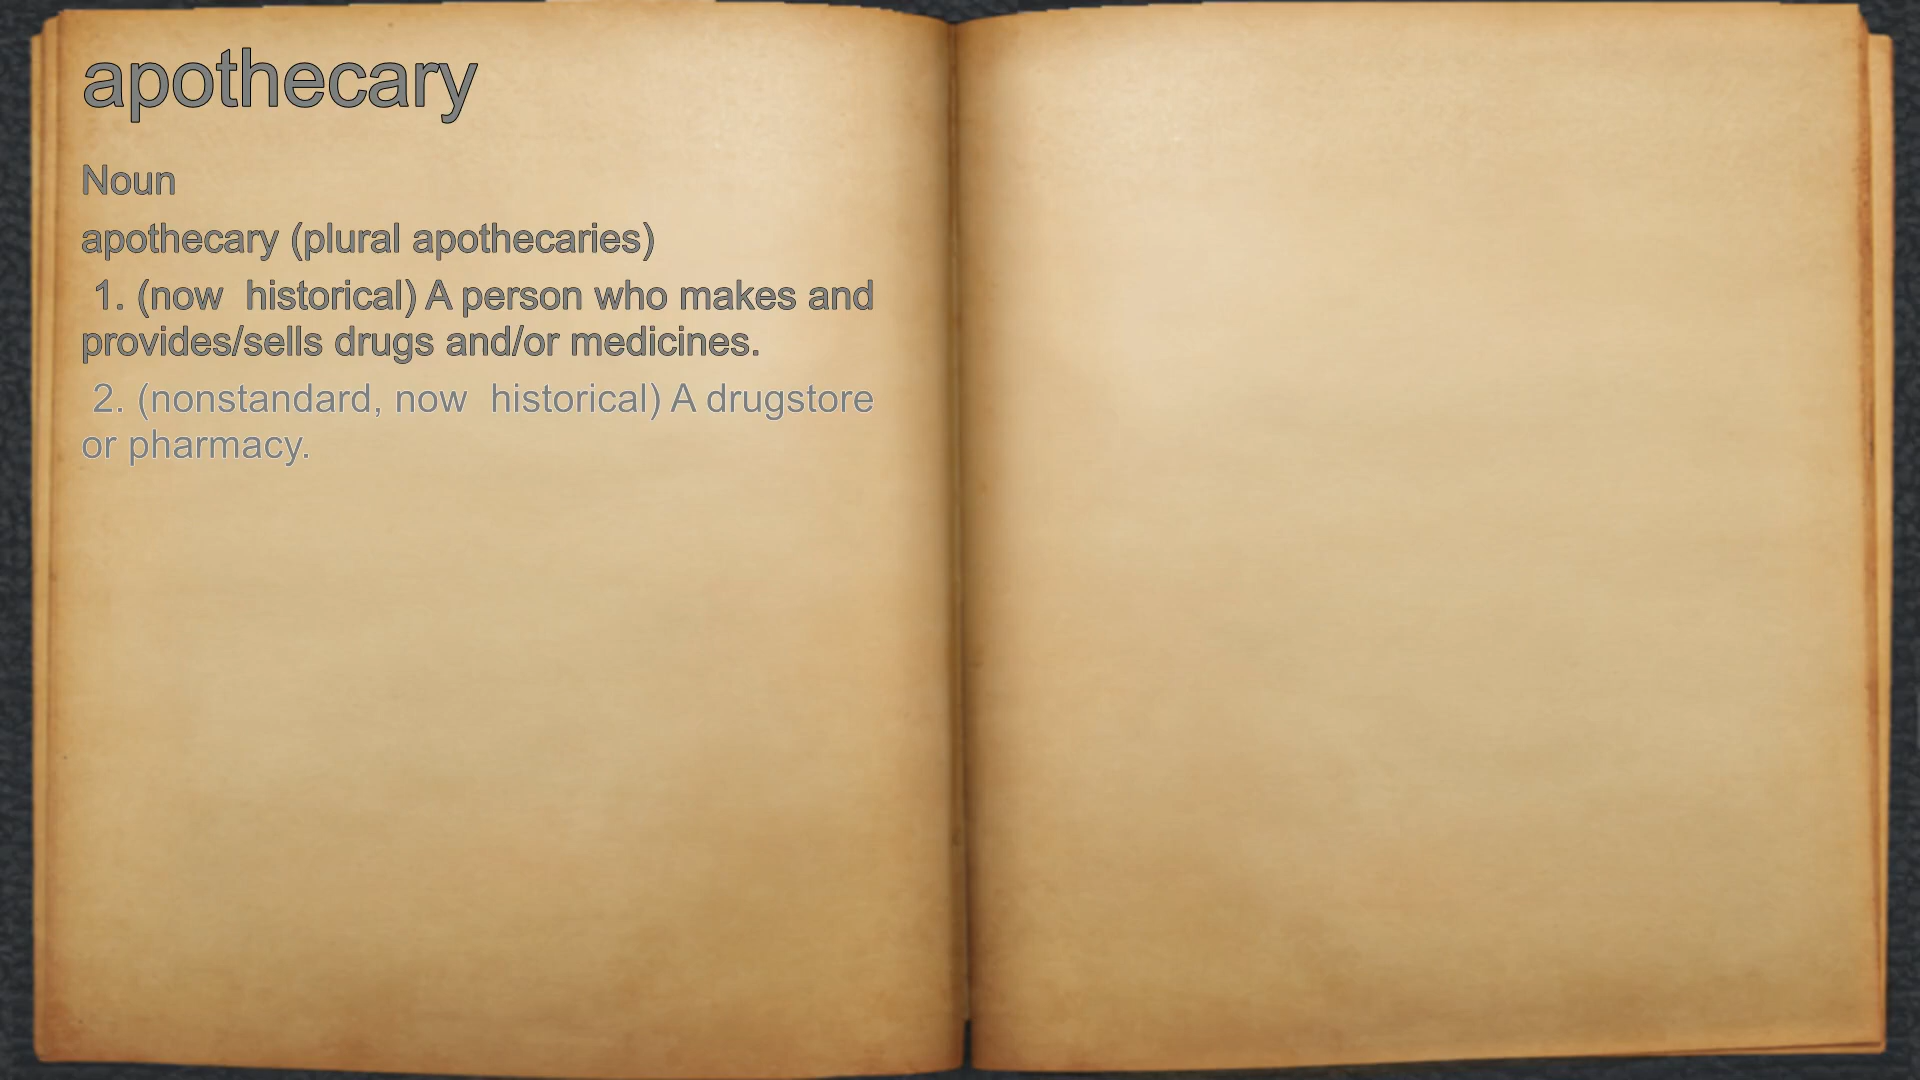 apothecary
Noun
apothecary (plural apothecaries)
1. (now  historical) A person who makes and
provides/sells drugs and/or medicines.
2. (nonstandard, now  historical) A drugstore
or pharmacy.